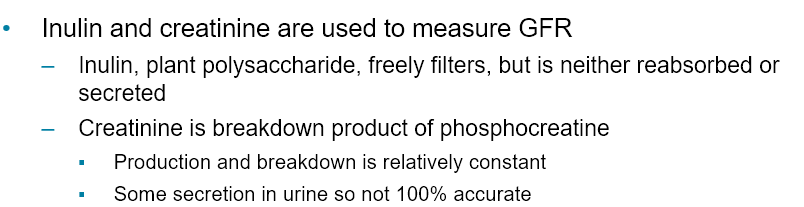 • Inulin and creatinine are used to measure GFR
– Inulin, plant polysaccharide, freely filters, but is neither reabsorbed or
secreted
– Creatinine is breakdown product of phosphocreatine
▪ Production and breakdown is relatively constant
▪ Some secretion in urine so not 100% accurate